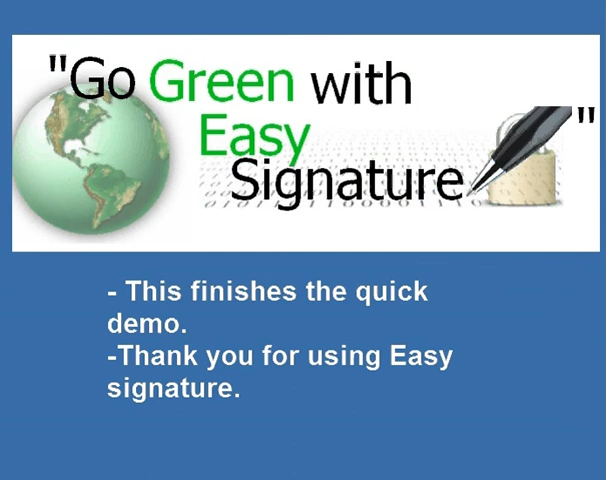 "Go Green with
Easy
Signature"
- This finishes the quick
demo.
-Thank you for using Easy
signature.